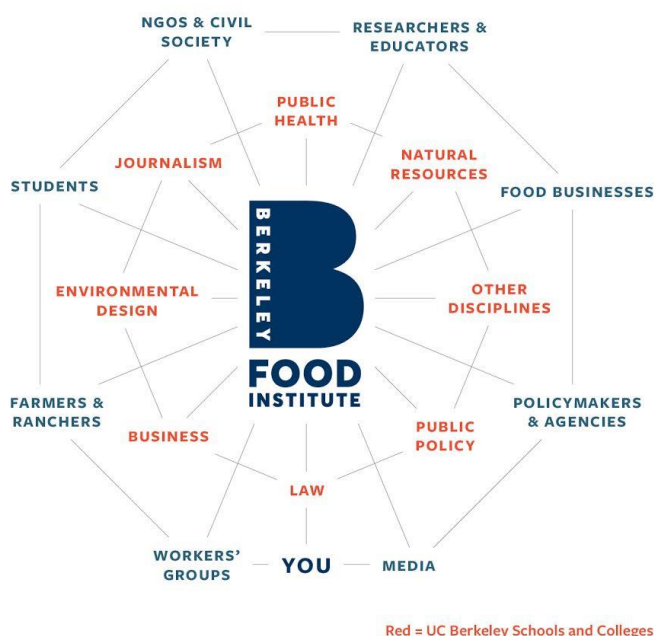 NGOS & CIVIL
SOCIETY
RESEARCHERS &
EDUCATORS
PUBLIC
HEALTH
JOURNALISM
NATURAL
RESOURCES
STUDENTS
FOOD BUSINESSES
BERKELEY
B
ENVIRONMENTAL
DESIGN
OTHER
DISCIPLINES
FOOD
INSTITUTE
FARMERS &
RANCHERS
POLICYMAKERS
& AGENCIES
BUSINESS
PUBLIC
POLICY
LAW
WORKERS'
GROUPS
YOU
MEDIA
Red = UC Berkeley Schools and Colleges